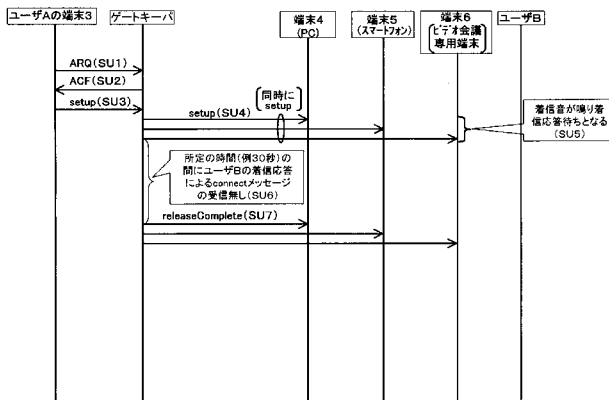 ユーザAの端末3
ゲートキーパ
端末4
(PC)
端末5
(スマートフォン)
端末6
ビデオ会議
専用端末
ユーザB
ARQ(SU1)
ACF(SU2)
setup(SU3)
setup(SU4)
同時に
setup
着信音が鳴り着
信応答待ちとなる
(SU5)
所定の時間(例30秒)の
間にユーザBの着信応答
によるconnectメッセージ
の受信無し(SU6)
releaseComplete(SU7)